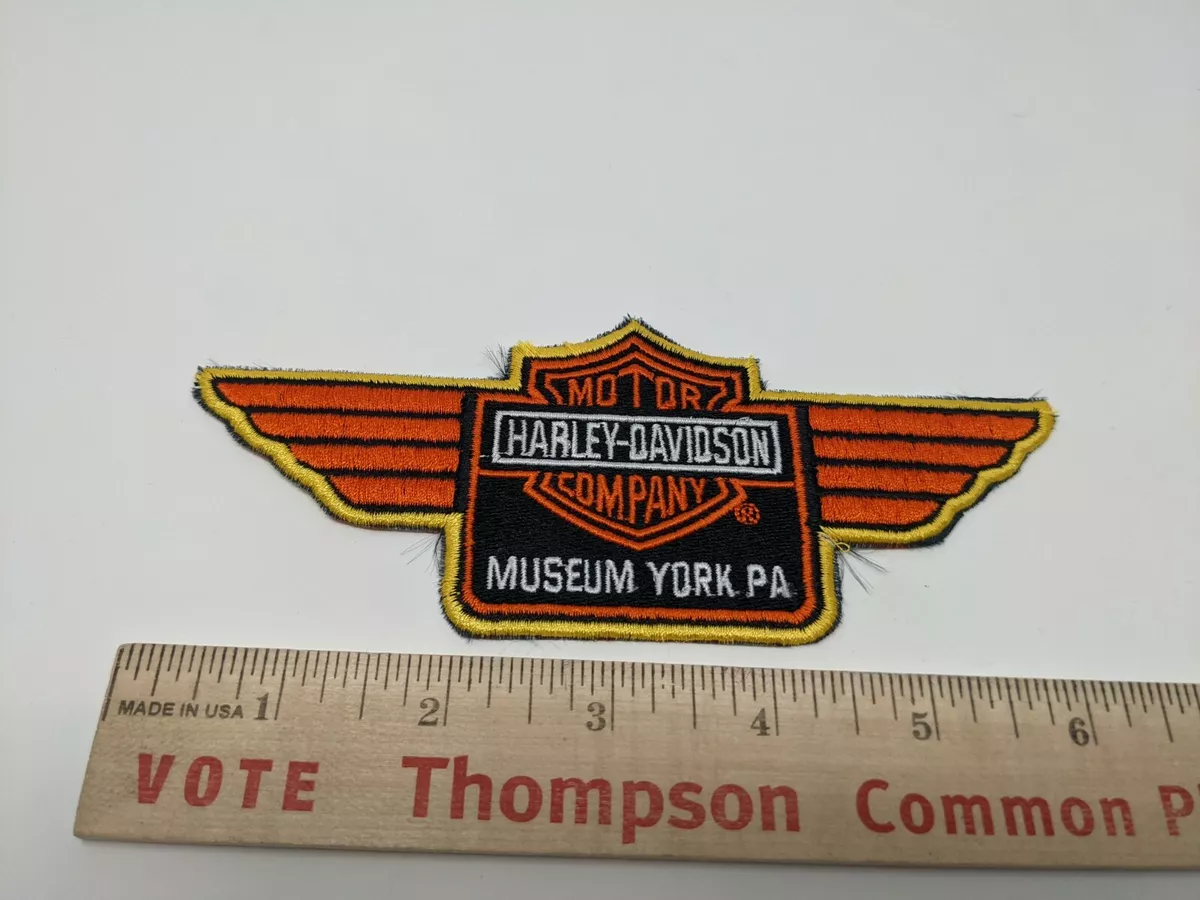 MOTOR
HARLEY-DAVIDSON
COMPANY
®
MUSEUM YORK PA
MADE IN USA 1 2 3 4 5 6
VOTE Thompson Common P